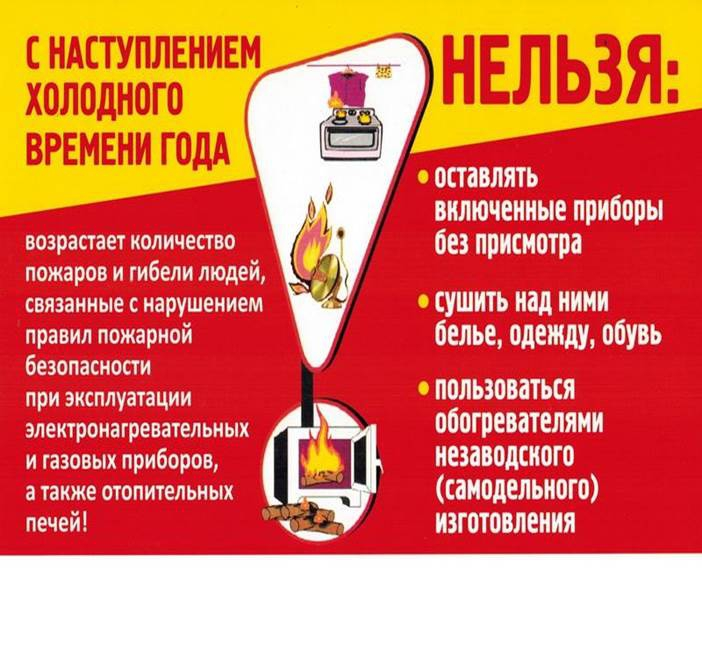 С НАСТУПЛЕНИЕМ
ХОЛОДНОГО
ВРЕМЕНИ ГОДА
возрастает количество
пожаров и гибели людей,
связанные с нарушением
правил пожарной
безопасности
при эксплуатации
электронагревательных
и газовых приборов,
а также отопительных
печей!
НЕЛЬЗЯ:
• оставлять
включенные приборы
без присмотра
• сушить над ними
белье, одежду, обувь
• пользоваться
обогревателями
незаводского
(самодельного)
изготовления